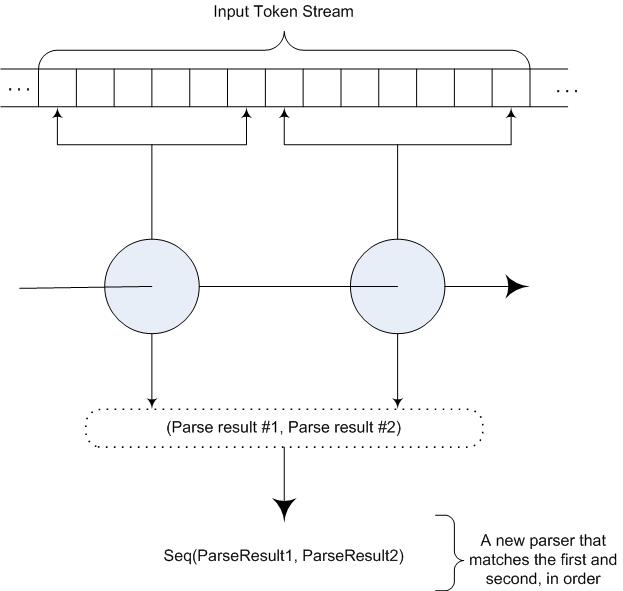 Input Token Stream
... ...
(Parse result #1, Parse result #2)
Seq(ParseResult1, ParseResult2)
A new parser that
matches the first and
second, in order